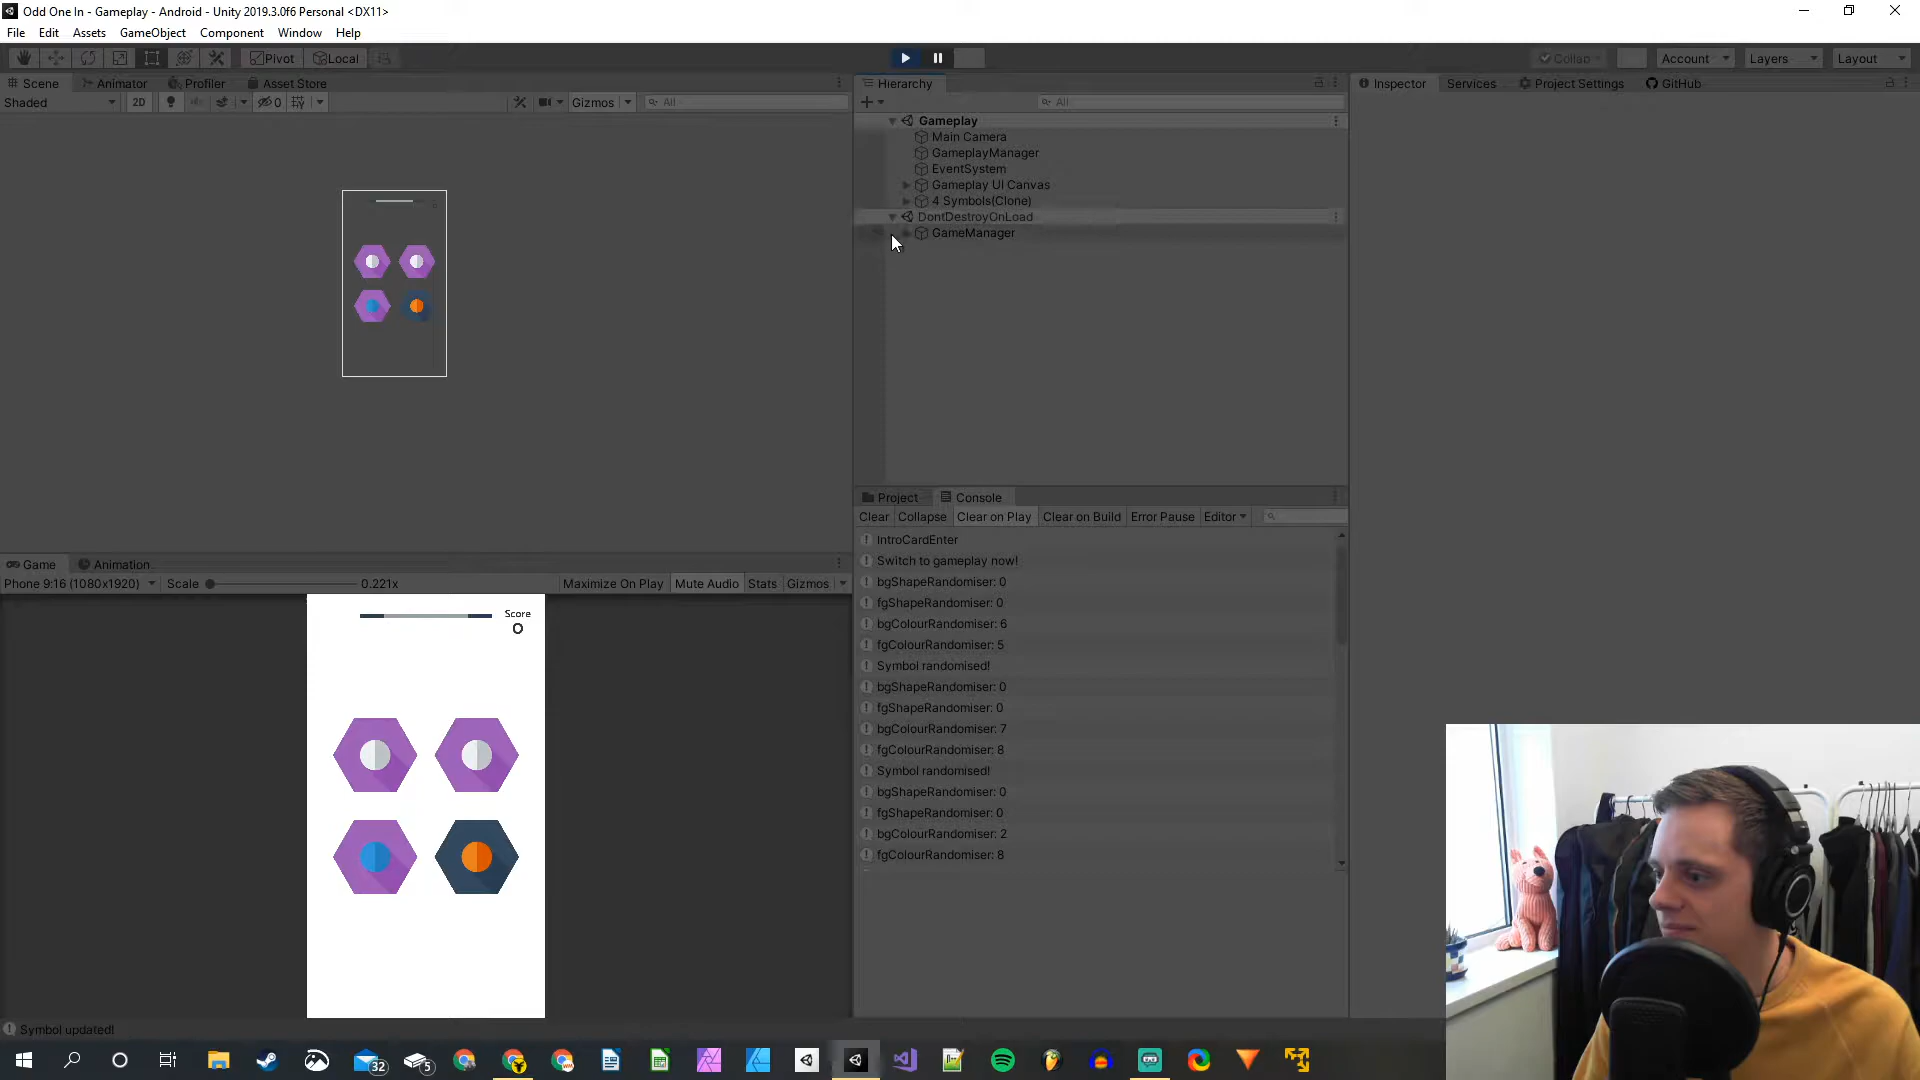 Odd One In - Gameplay - Android - Unity 2019.3.0f6 Personal <DX11>
File Edit Assets GameObject Component Window Help
Pivot Local Collab Account Layers Layout
Scene Animator Profiler Asset Store
Shaded 2D 0 Gizmos All
Hierarchy
All
Gameplay
Main Camera
GameplayManager
EventSystem
Gameplay UI Canvas
4 Symbols(Clone)
DontDestroyOnLoad
GameManager
Inspector Services Project Settings GitHub
Project Console
Clear Collapse Clear on Play Clear on Build Error Pause Editor
IntroCardEnter
Switch to gameplay now!
bgShapeRandomiser: 0
fgShapeRandomiser: 0
bgColourRandomiser: 6
fgColourRandomiser: 5
Symbol randomised!
bgShapeRandomiser: 0
fgShapeRandomiser: 0
bgColourRandomiser: 7
fgColourRandomiser: 8
Symbol randomised!
bgShapeRandomiser: 0
fgShapeRandomiser: 0
bgColourRandomiser: 2
fgColourRandomiser: 8
Game Animation
Phone 9:16 (1080x1920) Scale 0.221x Maximize On Play Mute Audio Stats Gizmos
Score
0
Symbol updated!
32
5